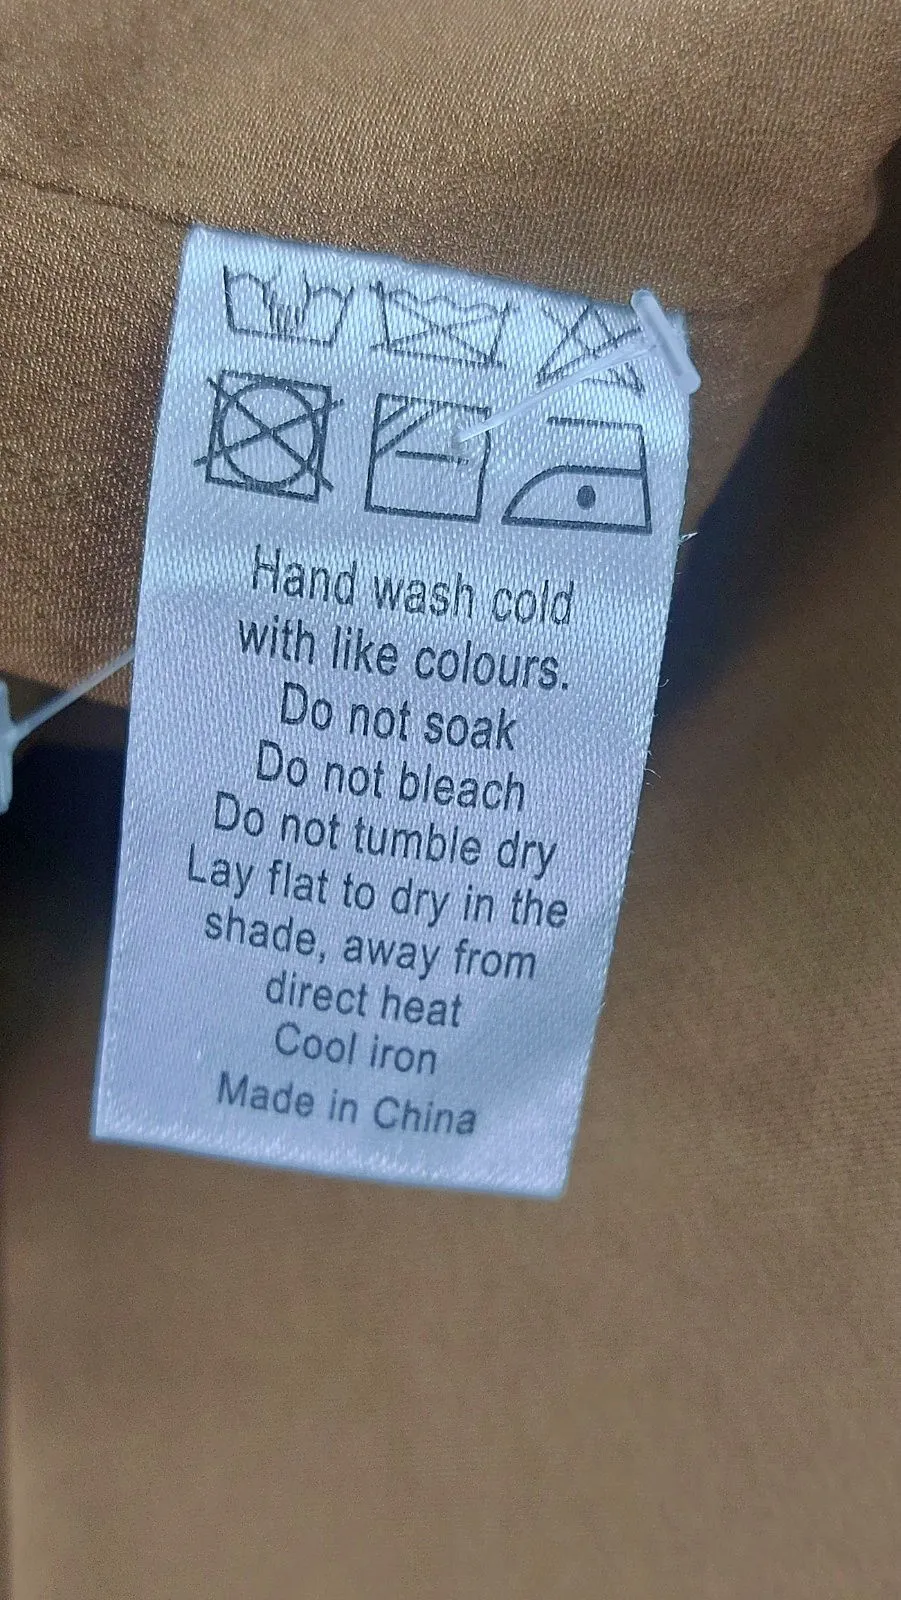 Hand wash cold
with like colours.
Do not soak
Do not bleach
Do not tumble dry
Lay flat to dry in the
shade, away from
direct heat
Cool iron
Made in China